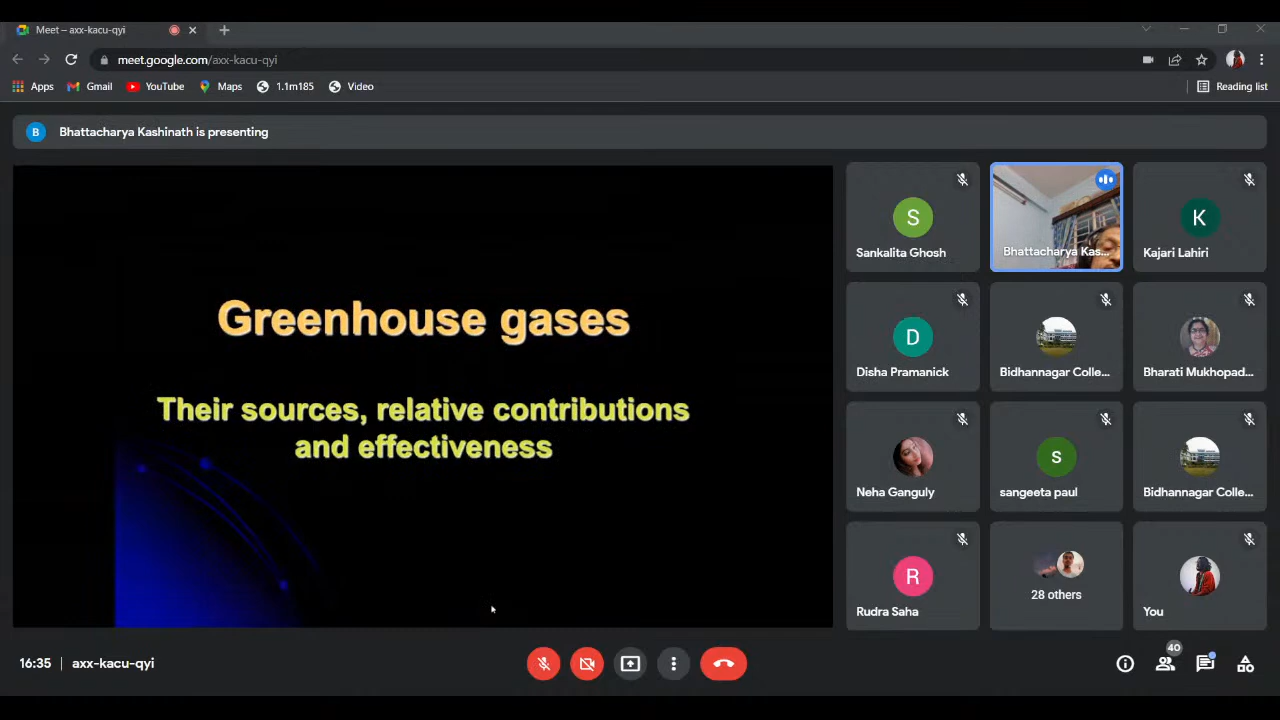 Meet – axx-kacu-qyi
meet.google.com/axx-kacu-qyi
Apps Gmail YouTube Maps 1.1m185 Video Reading list
B Bhattacharya Kashinath is presenting
Greenhouse gases
Their sources, relative contributions
and effectiveness
S K
Sankalita Ghosh Bhattacharya Kas... Kajari Lahiri
D
Disha Pramanick Bidhannagar Colle... Bharati Mukhopad...
s
Neha Ganguly sangeeta paul Bidhannagar Colle...
R
28 others
Rudra Saha You
16:35 | axx-kacu-qyi 40